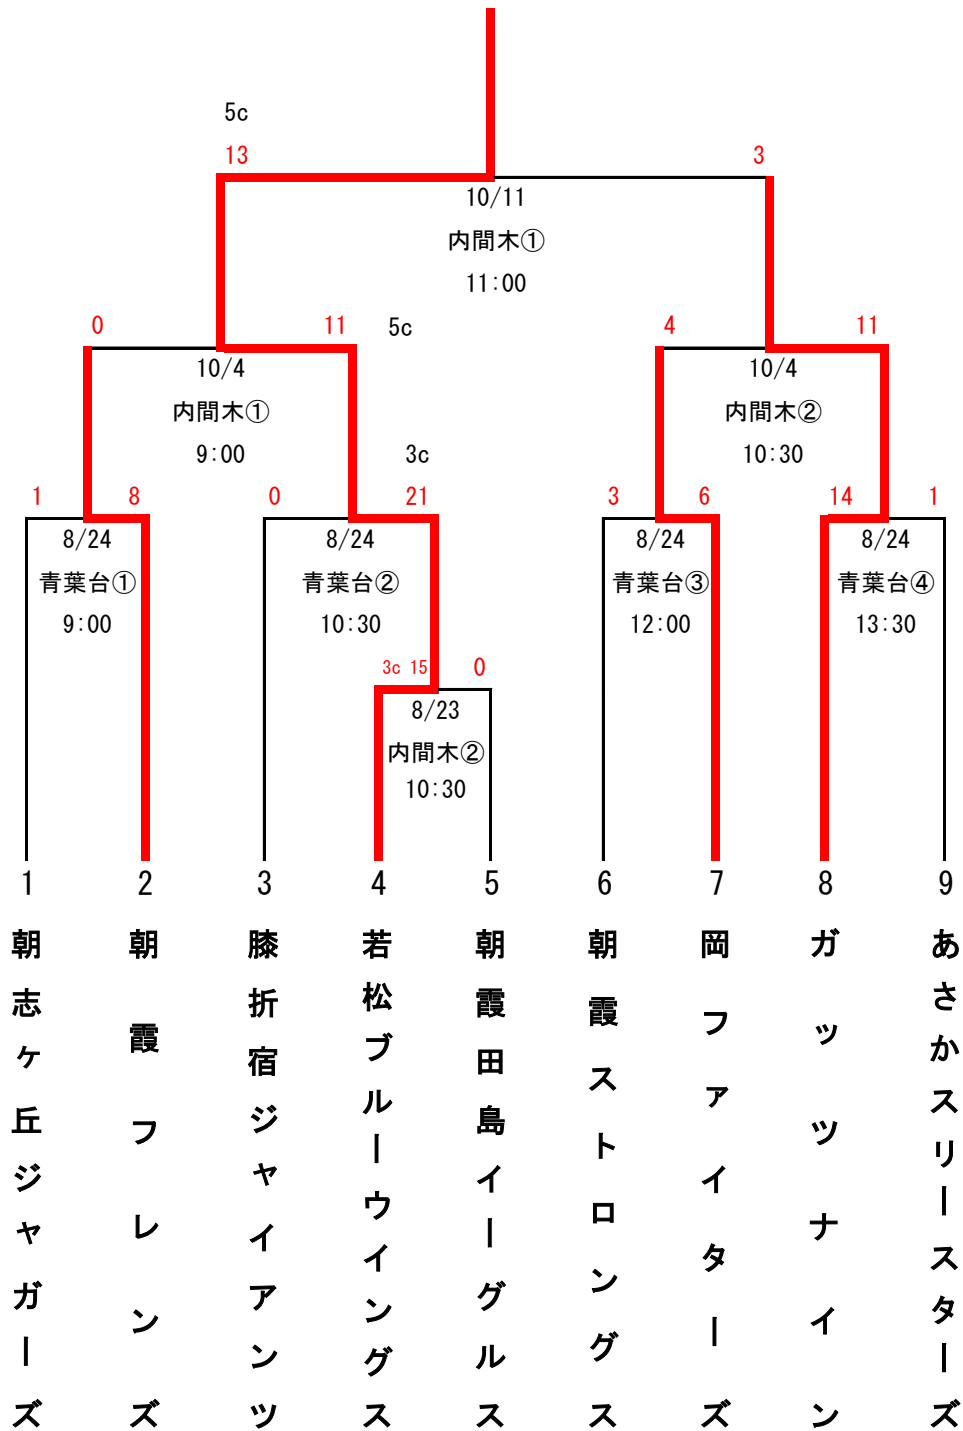 5c
13 3
10/11
内間木①
11:00
0 11 5c 4 11
10/4 10/4
内間木① 内間木②
9:00 3c 10:30
1 8 0 21 3 6 14 1
8/24 8/24 8/24 8/24
青葉台① 青葉台② 青葉台③ 青葉台④
9:00 10:30 12:00 13:30
3c 15 0
8/23
内間木②
10:30
1 2 3 4 5 6 7 8 9
朝志ヶ丘ジャガーズ
朝霞フレンズ
膝折宿ジャイアンツ
若松ブルーウイングス
朝霞田島イーグルス
朝霞ストロングス
岡ファイターズ
ガッツナイン
あさかスリースターズ